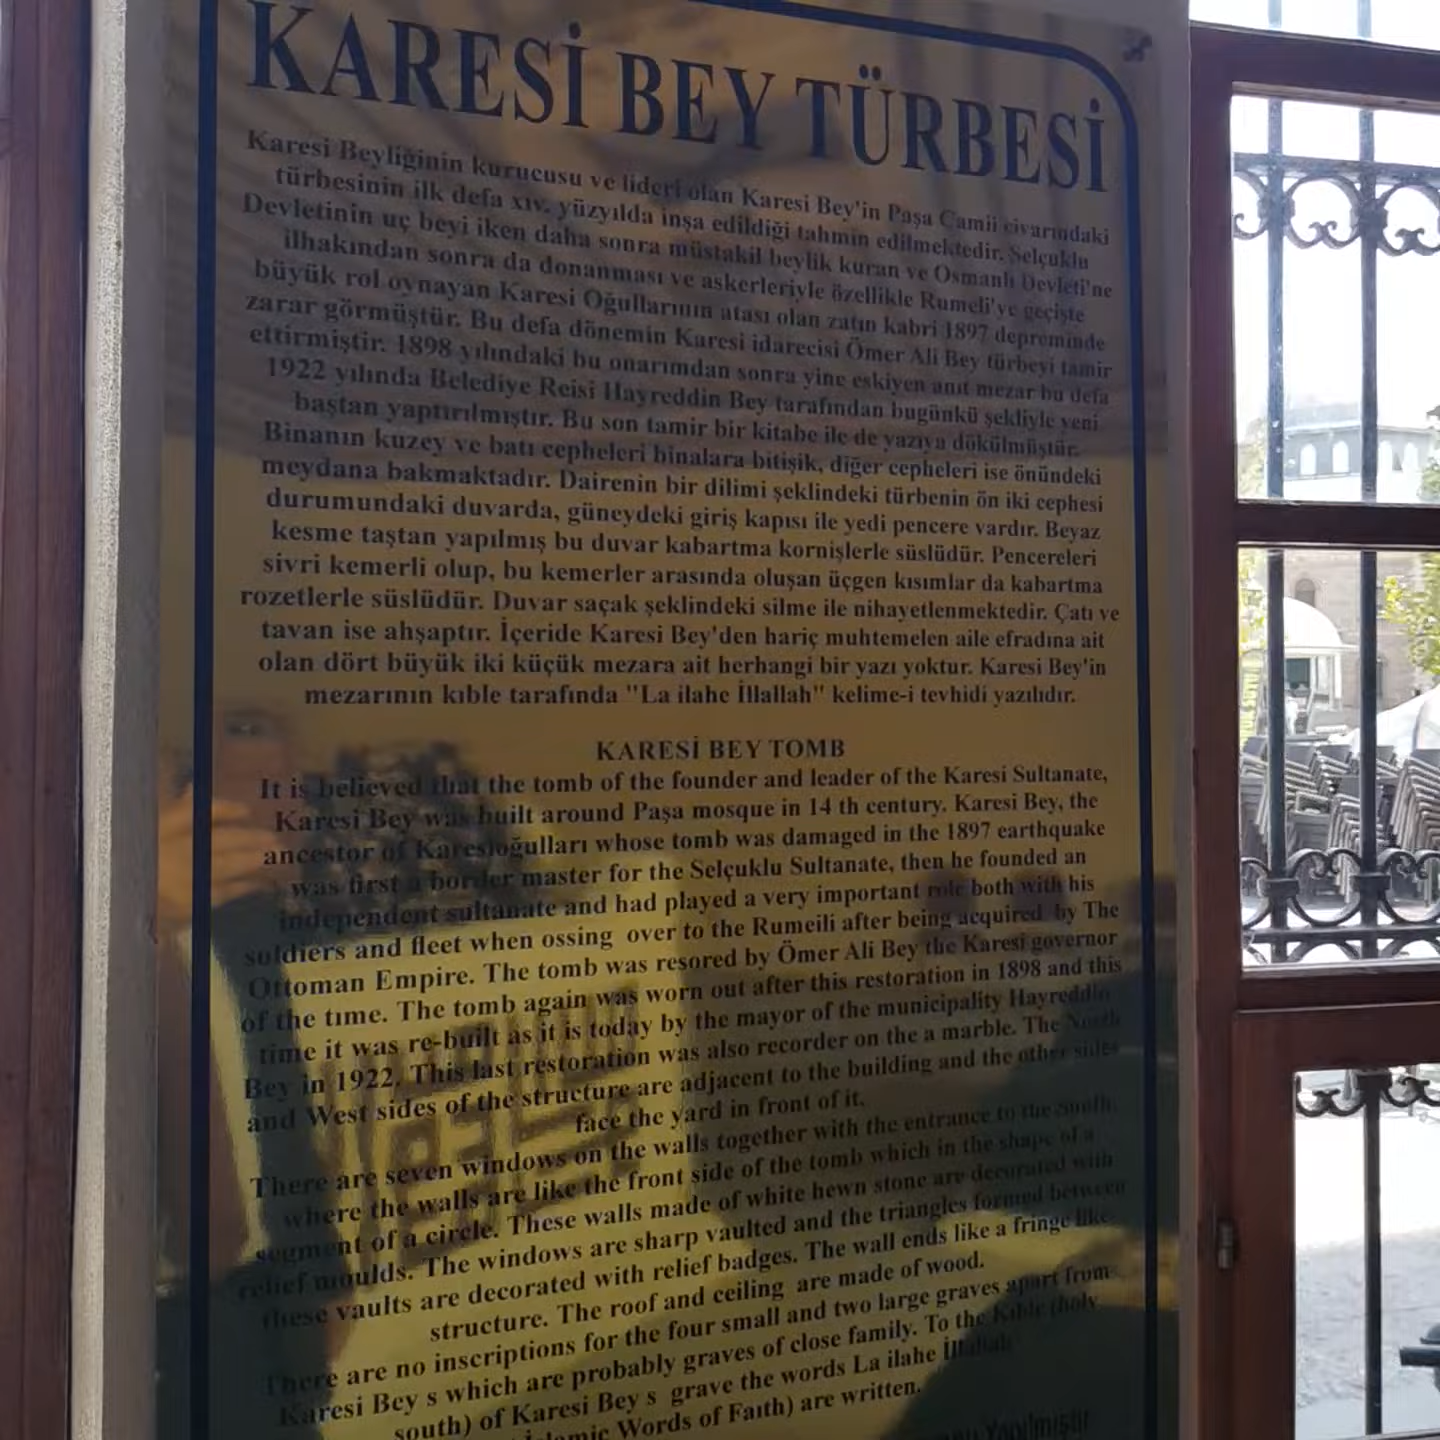 KARESİ BEY TÜRBESİ
Karesi Beyliğinin kurucusu ve lideri olan Karesi Bey'in Paşa Camii civarındaki
türbesinin ilk defa xıv. yüzyılda inşa edildiği tahmin edilmektedir. Selçuklu
Devletinin uç beyi iken daha sonra müstakil beylik kuran ve Osmanlı Devleti'ne
ilhakından sonra da donanması ve askerleriyle özellikle Rumeli'ye geçişte
büyük rol oynayan Karesi Oğullarının atası olan zatın kabri 1897 depreminde
zarar görmüştür. Bu defa dönemin Karesi idarecisi Ömer Ali Bey türbeyi tamir
ettirmiştir. 1898 yılındaki bu onarımdan sonra yine eskiyen anıt mezar bu defa
1922 yılında Belediye Reisi Hayreddin Bey tarafından bugünkü şekliyle yeni
baştan yaptırılmıştır. Bu son tamir bir kitabe ile de yazıya dökülmüştür.
Binanın kuzey ve batı cepheleri binalara bitişik, diğer cepheleri ise önündeki
meydana bakmaktadır. Dairenin bir dilimi şeklindeki türbenin ön iki cephesi
durumundaki duvarda, güneydeki giriş kapısı ile yedi pencere vardır. Beyaz
kesme taştan yapılmış bu duvar kabartma kornişlerle süslüdür. Pencereleri
sivri kemerli olup, bu kemerler arasında oluşan üçgen kısımlar da kabartma
rozetlerle süslüdür. Duvar saçak şeklindeki silme ile nihayetlenmektedir. Çatı ve
tavan ise ahşaptır. İçeride Karesi Bey'den hariç muhtemelen aile efradına ait
olan dört büyük iki küçük mezara ait herhangi bir yazı yoktur. Karesi Bey'in
mezarının kıble tarafında "La ilahe İllallah" kelime-i tevhidi yazılıdır.
KARESİ BEY TOMB
It is believed that the tomb of the founder and leader of the Karesi Sultanate,
Karesi Bey was built around Paşa mosque in 14 th century. Karesi Bey, the
ancestor of Karesioğulları whose tomb was damaged in the 1897 earthquake
was first a border master for the Selçuklu Sultanate, then he founded an
independent sultanate and had played a very important role both with his
soldiers and fleet when ossing over to the Rumeili after being acquired by The
Ottoman Empire. The tomb was resored by Ömer Ali Bey the Karesi governor
of the tıme. The tomb again was worn out after this restoration in 1898 and this
time it was re-built as it is today by the mayor of the municipality Hayreddin
Bey in 1922. This last restoration was also recorder on the a marble. The North
and West sides of the structure are adjacent to the building and the other sides
face the yard in front of it.
There are seven windows on the walls together with the entrance to the South,
where the walls are like the front side of the tomb which in the shape of a
segment of a circle. These walls made of white hewn stone are decorated with
relief moulds. The windows are sharp vaulted and the triangles formed between
these vaults are decorated with relief badges. The wall ends like a fringe like
structure. The roof and ceiling are made of wood.
There are no inscriptions for the four small and two large graves apart from
Karesi Bey s which are probably graves of close family. To the Kıble (holy
south) of Karesi Bey s grave the words La ilahe İllallah
Words of Faıth) are written.
Yapılmıştır